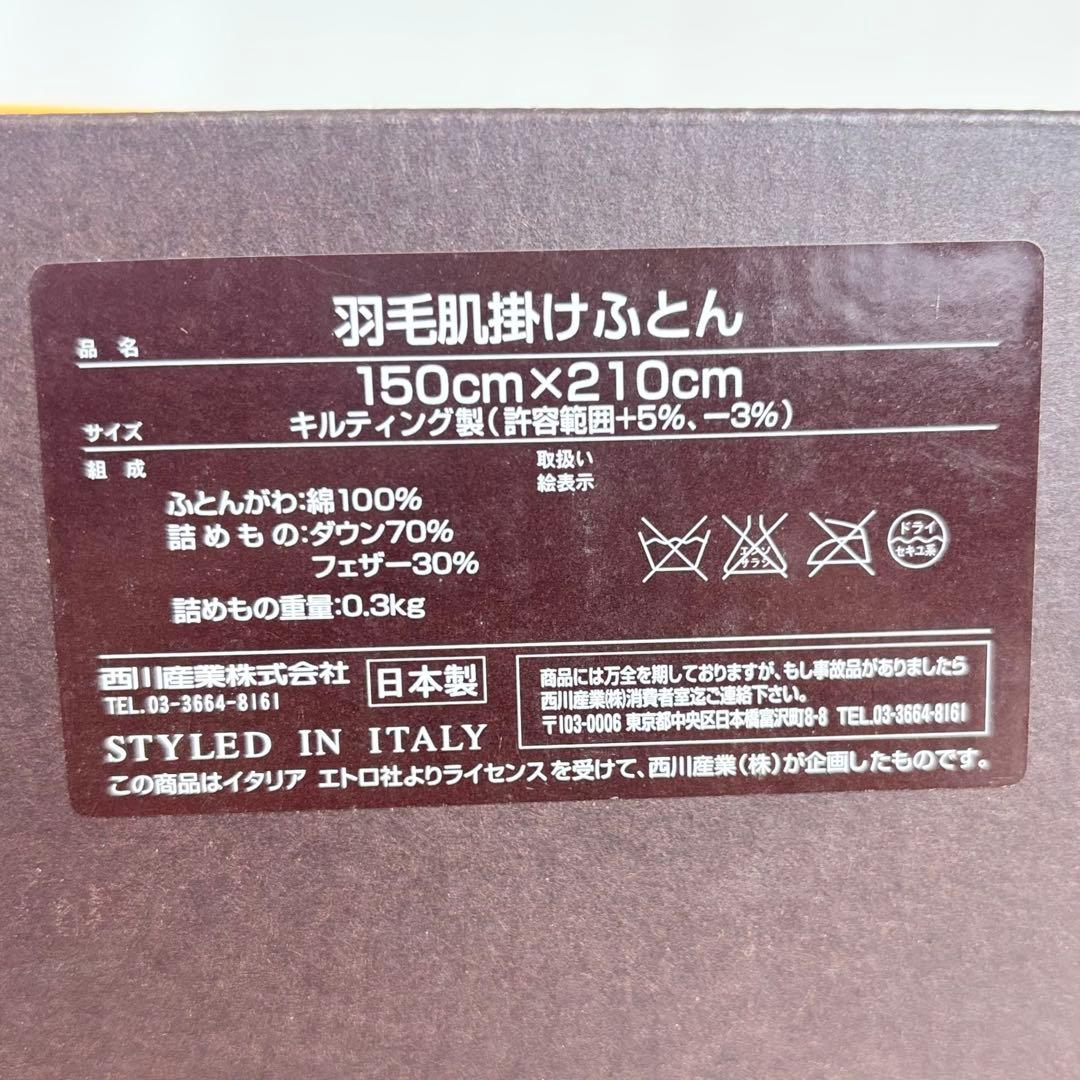 品名 羽毛肌掛けふとん
150cm×210cm
サイズ キルティング製(許容範囲+5%、-3%)
組成
ふとんがわ:綿100%
詰めもの:ダウン70%
フェザー30%
詰めもの重量:0.3kg
取扱い
絵表示
エンソ
サラシ
ドライ
セキユ系
西川産業株式会社
TEL.03-3664-8161
日本製
商品には万全を期しておりますが、もし事故品がありましたら
西川産業(株)消費者室迄ご連絡下さい。
〒103-0006 東京都中央区日本橋富沢町8-8 TEL.03-3664-8161
STYLED IN ITALY
この商品はイタリア エトロ社よりライセンスを受けて、西川産業(株)が企画したものです。